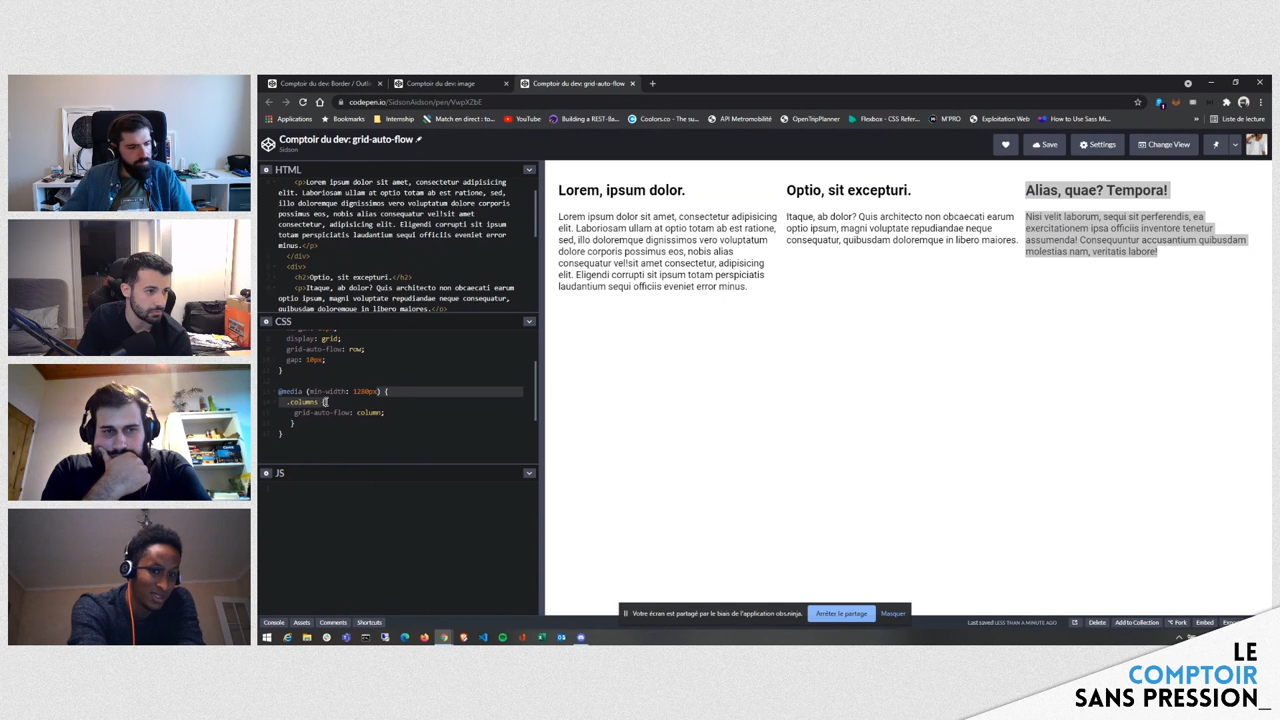 Comptoir du dev: Border / Outli
Comptoir du dev: image
Comptoir du dev: grid-auto-flow
codepen.io/SidsonAidson/pen/VwpXZbE
Applications
Bookmarks
Internship
Match en direct : to...
YouTube
Building a REST-Ba...
Coolors.co - The su...
API Metromobilité
OpenTripPlanner
Flexbox - CSS Refer...
M'PRO
Exploitation Web
How to Use Sass Mi...
»
Liste de lecture
Comptoir du dev: grid-auto-flow
Sidson
Save
Settings
Change View
HTML
<p>Lorem ipsum dolor sit amet, consectetur adipisicing
elit. Laboriosam ullam at optio totam ab est ratione,
sed, illo doloremque dignissimos vero voluptatum
dolore corporis possimus eos, nobis alias
consequatur vel!sit amet consectetur, adipisicing
elit. Eligendi corrupti sit ipsum totam
perspiciatis laudantium sequi officiis eveniet error
minus.</p>
</div>
<div>
<h2>Optio, sit excepturi.</h2>
<p>Itaque, ab dolor? Quis architecto non obcaecati earum
optio ipsum, magni voluptate repudiandae neque consequatur,
quibusdam doloremque in libero maiores.</p>
CSS
display: grid;
grid-auto-flow: row;
gap: 10px;
}
@media (min-width: 1200px) {
.columns {
grid-auto-flow: column;
}
}
JS
Lorem, ipsum dolor.
Lorem ipsum dolor sit amet, consectetur adipisicing
elit. Laboriosam ullam at optio totam ab est ratione,
sed, illo doloremque dignissimos vero voluptatum
dolore corporis possimus eos, nobis alias
consequatur vel!sit amet consectetur, adipisicing
elit. Eligendi corrupti sit ipsum totam perspiciatis
laudantium sequi officiis eveniet error minus.
Optio, sit excepturi.
Itaque, ab dolor? Quis architecto non obcaecati earum
optio ipsum, magni voluptate repudiandae neque
consequatur, quibusdam doloremque in libero maiores.
Alias, quae? Tempora!
Nisi velit laborum, sequi sit perferendis, ea
exercitationem ipsa officiis inventore tenetur
assumenda! Consequuntur accusantium quibusdam
molestias nam, veritatis labore!
Votre écran est partagé par le biais de l'application obs.ninja.
Arrêter le partage
Masquer
Console
Assets
Comments
Shortcuts
Last saved LESS THAN A MINUTE AGO
Delete
Add to Collection
Fork
Embed
LE
COMPTOIR
SANS PRESSION_